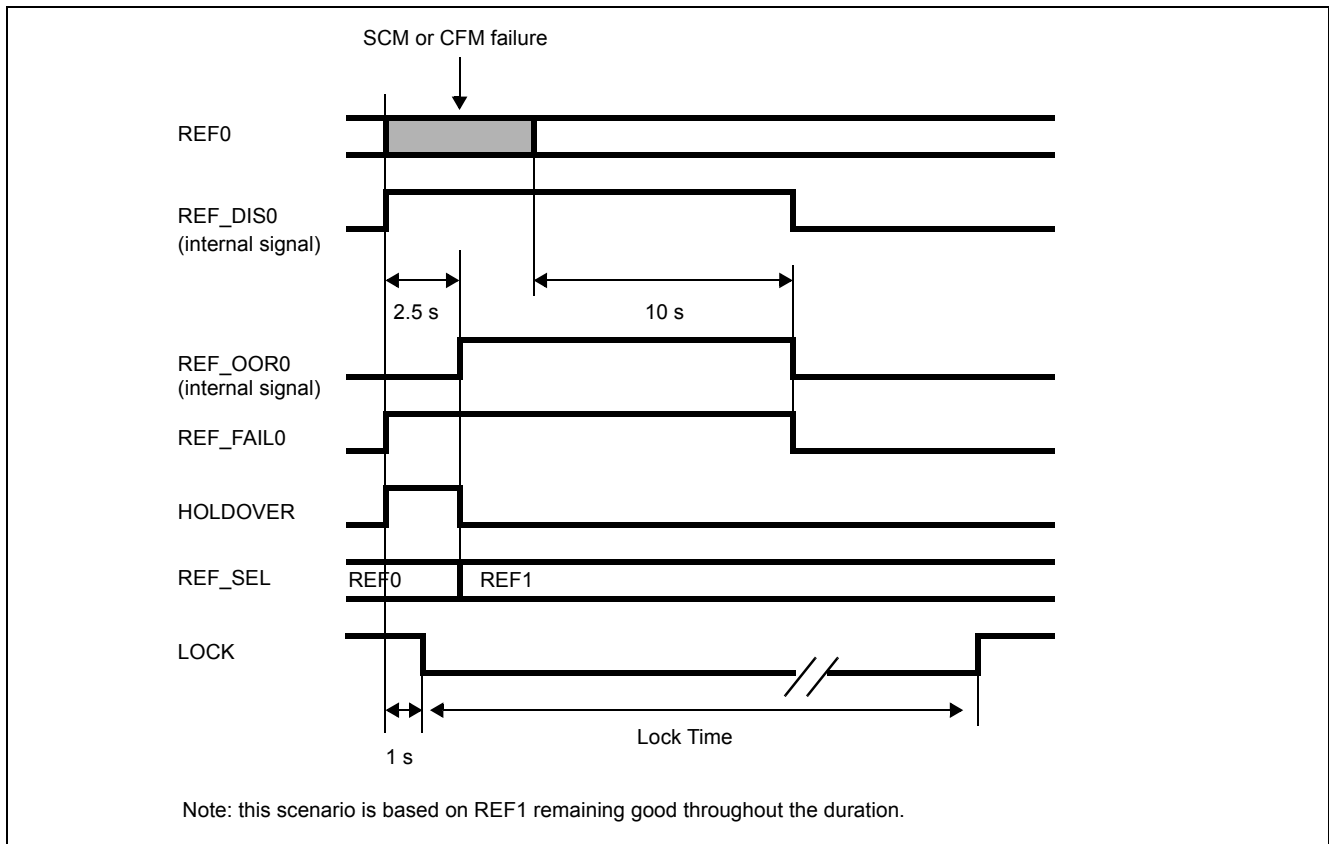 SCM or CFM failure
REF0
REF_DIS0
(internal signal)
2.5 s
10 s
REF_OOR0
(internal signal)
REF_FAIL0
HOLDOVER
REF_SEL
REF0
REF1
LOCK
Lock Time
1 s
Note: this scenario is based on REF1 remaining good throughout the duration.